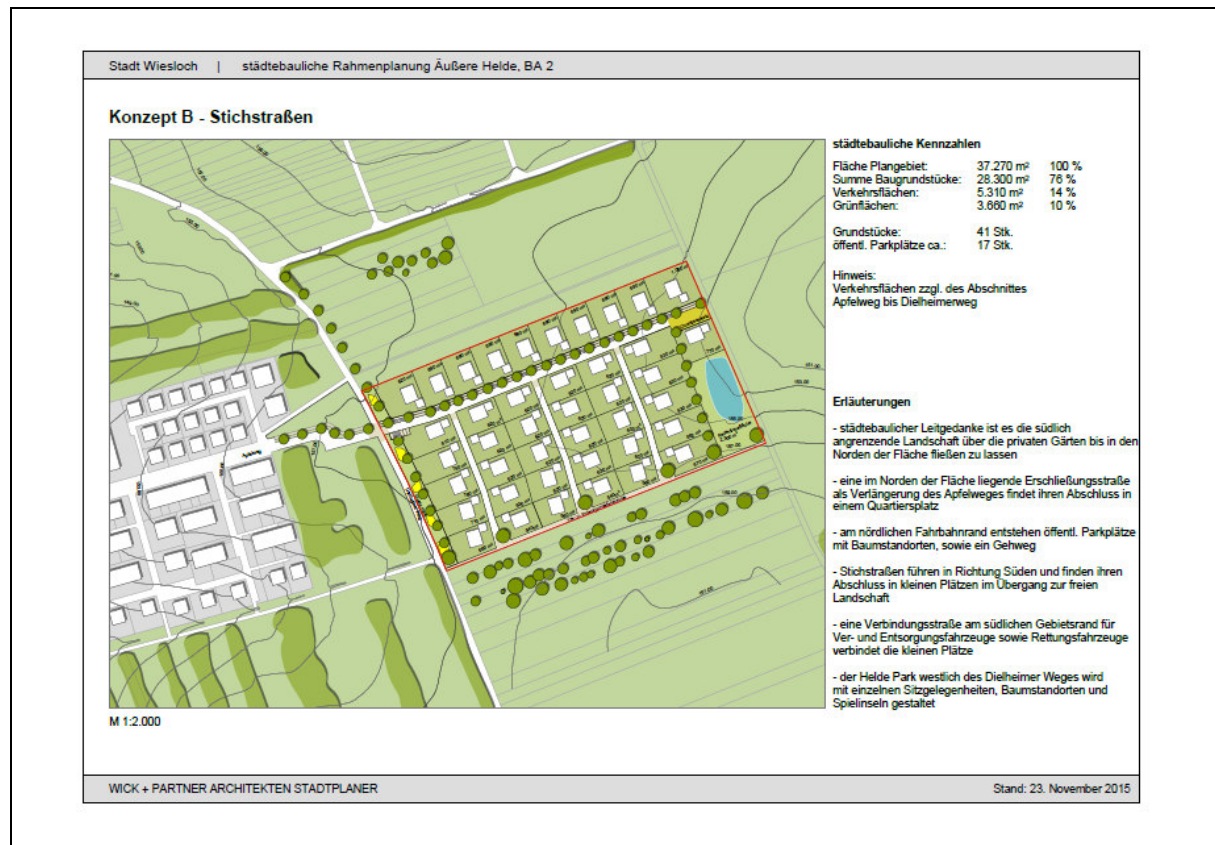 Stadt Wiesloch | städtebauliche Rahmenplanung Äußere Helde, BA 2
Konzept B - Stichstraßen
städtebauliche Kennzahlen
Fläche Plangebiet: 37.270 m² 100 %
Summe Baugrundstücke: 28.300 m² 76 %
Verkehrsflächen: 5.310 m² 14 %
Grünflächen: 3.660 m² 10 %
Grundstücke: 41 Stk.
öffentl. Parkplätze ca.: 17 Stk.
Hinweis:
Verkehrsflächen zzgl. des Abschnittes
Apfelweg bis Dielheimerweg
Erläuterungen
- städtebaulicher Leitgedanke ist es die südlich
angrenzende Landschaft über die privaten Gärten bis in den
Norden der Fläche fließen zu lassen
- eine im Norden der Fläche liegende Erschließungsstraße
als Verlängerung des Apfelweges findet ihren Abschluss in
einem Quartiersplatz
- am nördlichen Fahrbahnrand entstehen öffentl. Parkplätze
mit Baumstandorten, sowie ein Gehweg
- Stichstraßen führen in Richtung Süden und finden ihren
Abschluss in kleinen Plätzen im Übergang zur freien
Landschaft
- eine Verbindungsstraße am südlichen Gebietsrand für
Ver- und Entsorgungsfahrzeuge sowie Rettungsfahrzeuge
verbindet die kleinen Plätze
- der Helde Park westlich des Dielheimer Weges wird
mit einzelnen Sitzgelegenheiten, Baumstandorten und
Spielinseln gestaltet
M 1:2.000
WICK + PARTNER ARCHITEKTEN STADTPLANER
Stand: 23. November 2015